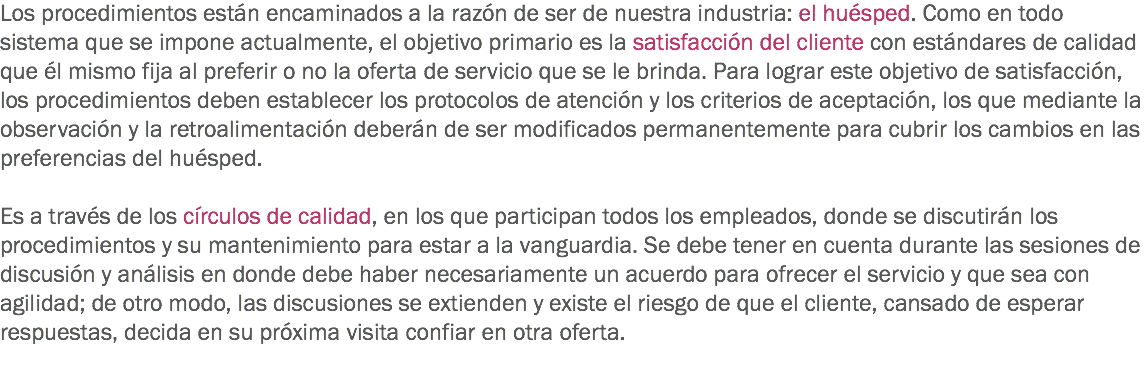 Los procedimientos están encaminados a la razón de ser de nuestra industria: el huésped. Como en todo
sistema que se impone actualmente, el objetivo primario es la satisfacción del cliente con estándares de calidad
que él mismo fija al preferir o no la oferta de servicio que se le brinda. Para lograr este objetivo de satisfacción,
los procedimientos deben establecer los protocolos de atención y los criterios de aceptación, los que mediante la
observación y la retroalimentación deberán de ser modificados permanentemente para cubrir los cambios en las
preferencias del huésped.
Es a través de los círculos de calidad, en los que participan todos los empleados, donde se discutirán los
procedimientos y su mantenimiento para estar a la vanguardia. Se debe tener en cuenta durante las sesiones de
discusión y análisis en donde debe haber necesariamente un acuerdo para ofrecer el servicio y que sea con
agilidad; de otro modo, las discusiones se extienden y existe el riesgo de que el cliente, cansado de esperar
respuestas, decida en su próxima visita confiar en otra oferta.